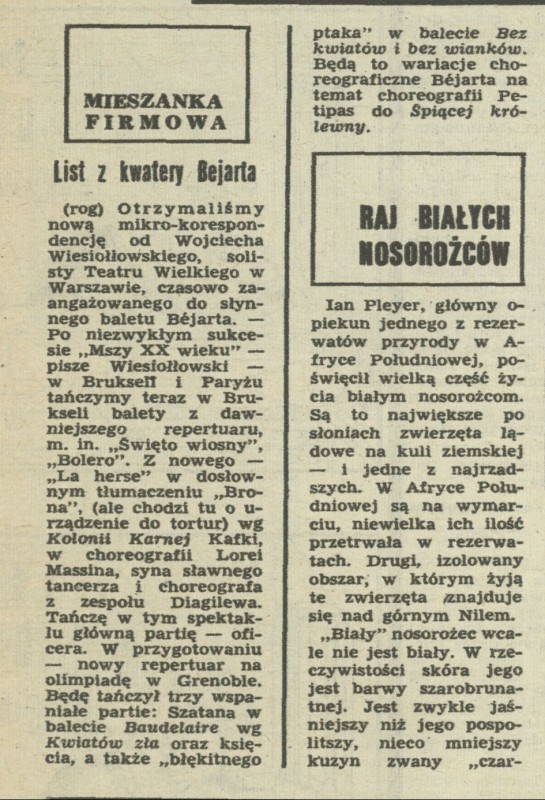 MIESZANKA
FIRMOWA
List z kwatery Bejarta
(rog) Otrzymaliśmy
nową mikro-korespon-
dencję od Wojciecha
Wiesiołłowskiego, soli-
sty Teatru Wielkiego w
Warszawie, czasowo za-
angażowanego do słyn-
nego baletu Béjarta. —
Po niezwykłym sukce-
sie „Mszy XX wieku” —
pisze Wiesiołłowski —
w Brukseli i Paryżu
tańczymy teraz w Bru-
kseli balety z daw-
niejszego repertuaru,
m. in. „Święto wiosny”,
„Bolero”. Z nowego —
„La herse” w dosłow-
nym tłumaczeniu „Bro-
na”, (ale chodzi tu o u-
rządzenie do tortur) wg
Kolonii Karnej Kafki,
w choreografii Lorei
Massina, syna sławnego
tancerza i choreografa
z zespołu Diagilewa.
Tańczę w tym spektak-
lu główną partię — ofi-
cera. W przygotowaniu
— nowy repertuar na
olimpiadę w Grenoble.
Będę tańczył trzy wspa-
niałe partie: Szatana w
balecie Baudelaire wg
Kwiatów zła oraz księ-
cia, a także „błękitnego
ptaka” w balecie Bez
kwiatów i bez wianków.
Będą to wariacje cho-
reograficzne Béjarta na
temat choreografii Pe-
tipas do Śpiącej kró-
lewny.
RAJ BIAŁYCH
NOSOROŻCÓW
Ian Pleyer, główny o-
piekun jednego z rezer-
watów przyrody w A-
fryce Południowej, po-
święcił wielką część ży-
cia białym nosorożcom.
Są to największe po
słoniach zwierzęta lą-
dowe na kuli ziemskiej
— i jedne z najrzad-
szych. W Afryce Połu-
dniowej są na wymar-
ciu, niewielka ich ilość
przetrwała w rezerwa-
tach. Drugi, izolowany
obszar, w którym żyją
te zwierzęta znajduje
się nad górnym Nilem.
„Biały” nosorożec wca-
le nie jest biały. W rze-
czywistości skóra jego
jest barwy szarobruna-
tnej. Jest zwykle jaś-
niejszy niż jego pospo-
litszy, nieco mniejszy
kuzyn zwany „czar-